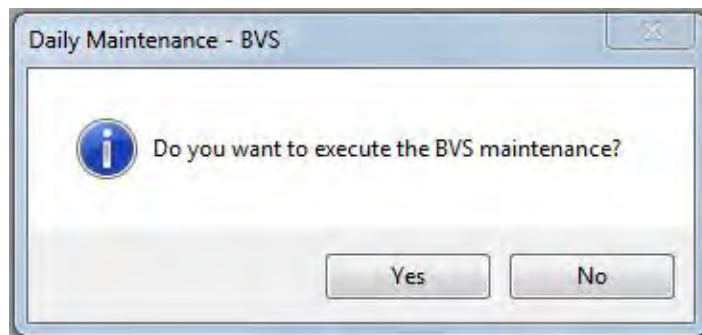 Daily Maintenance - BVS
Do you want to execute the BVS maintenance?
Yes
No